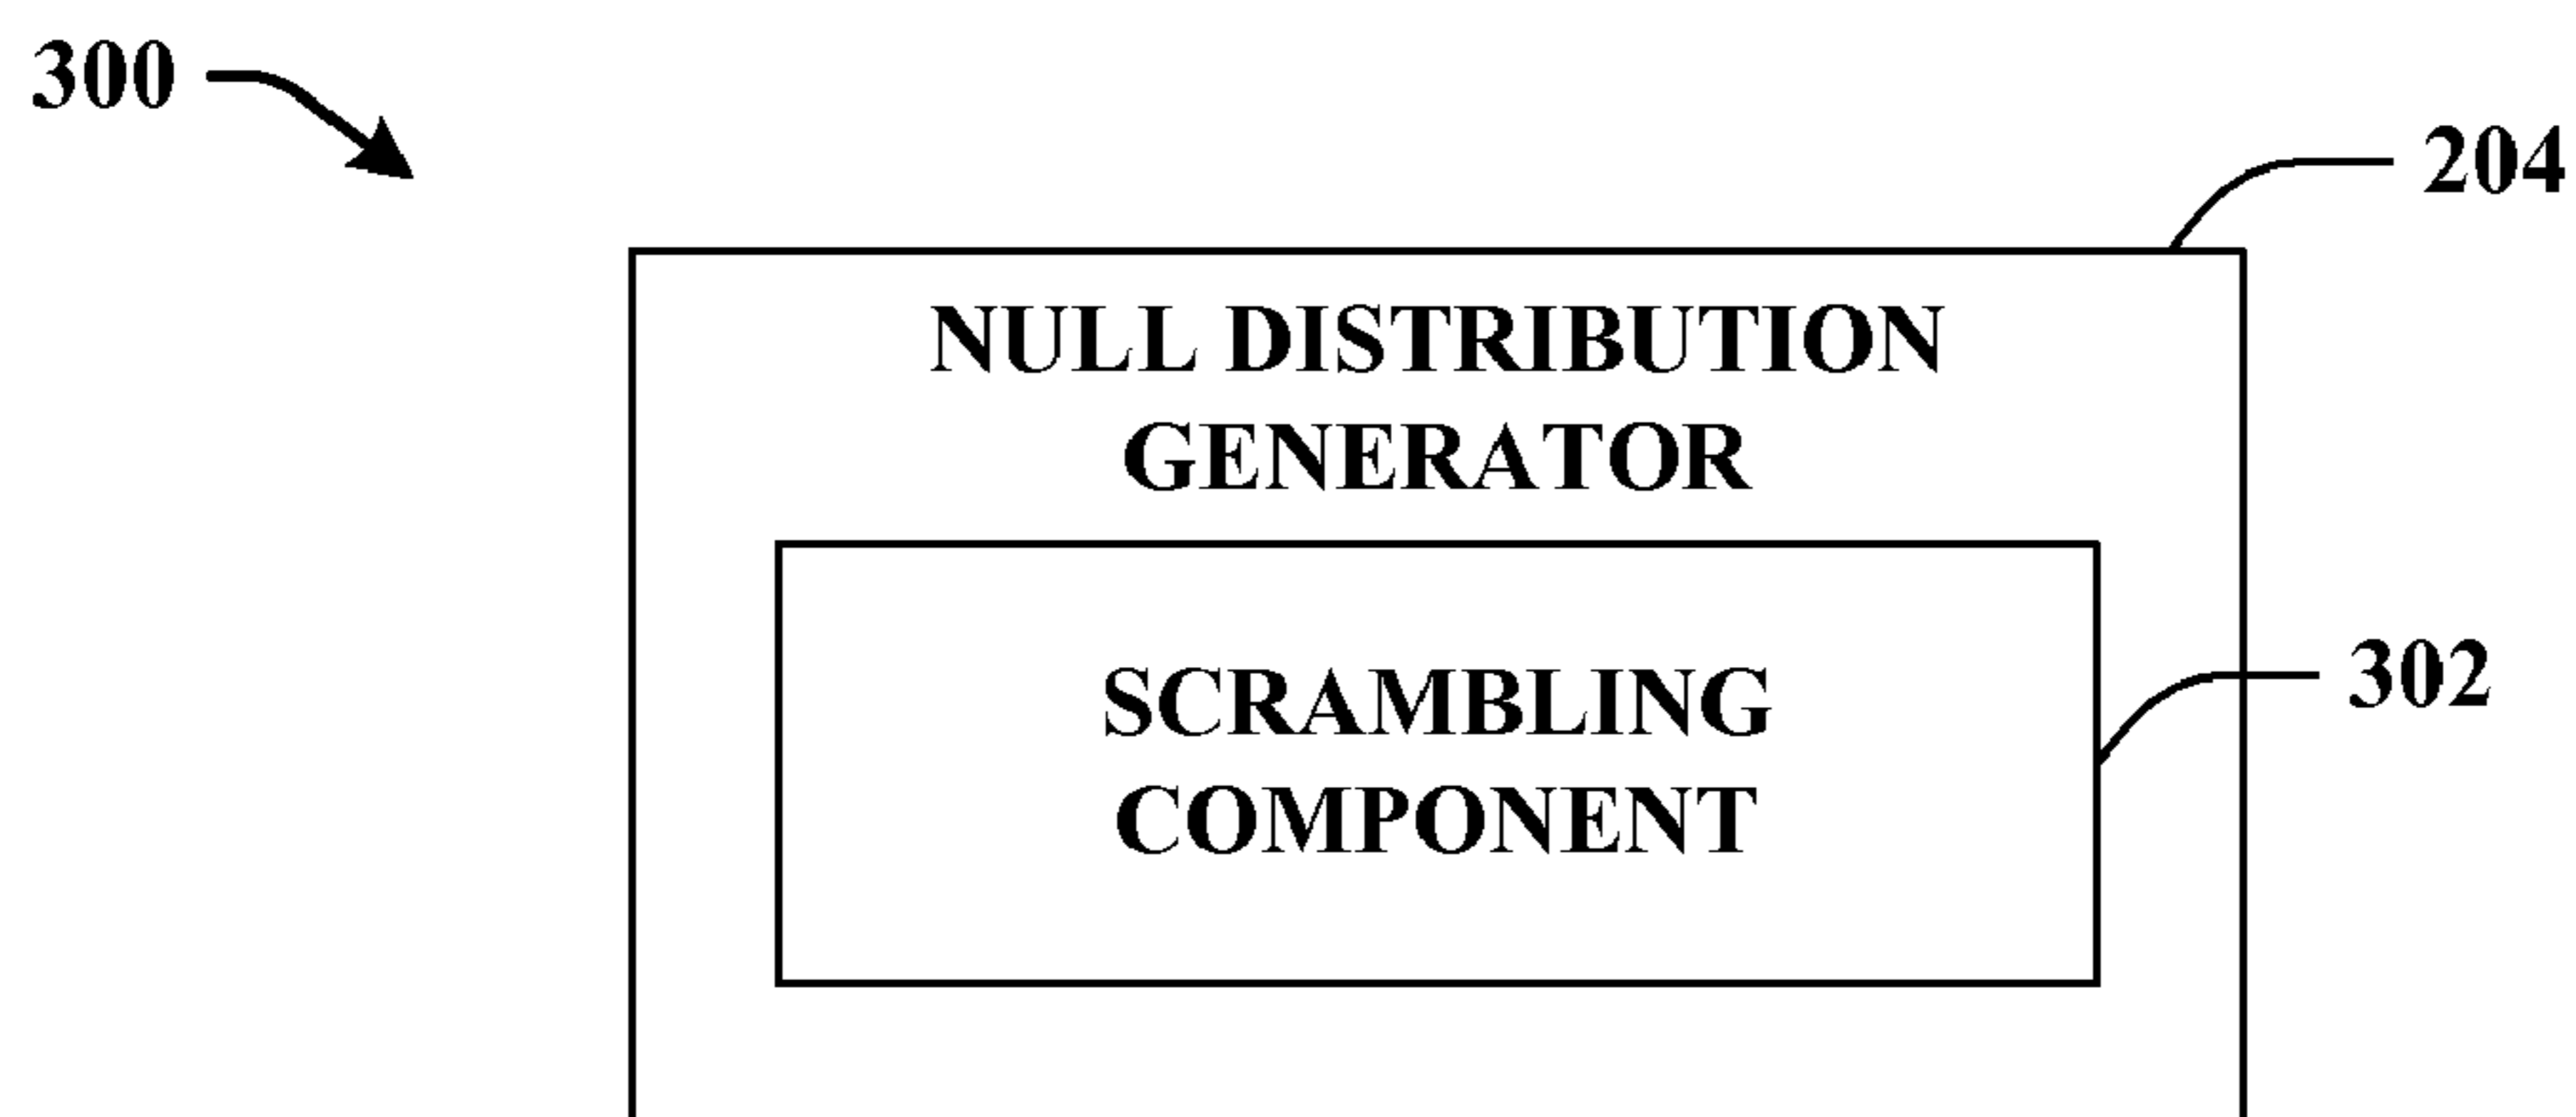 300
204
NULL DISTRIBUTION
GENERATOR
SCRAMBLING
COMPONENT
302